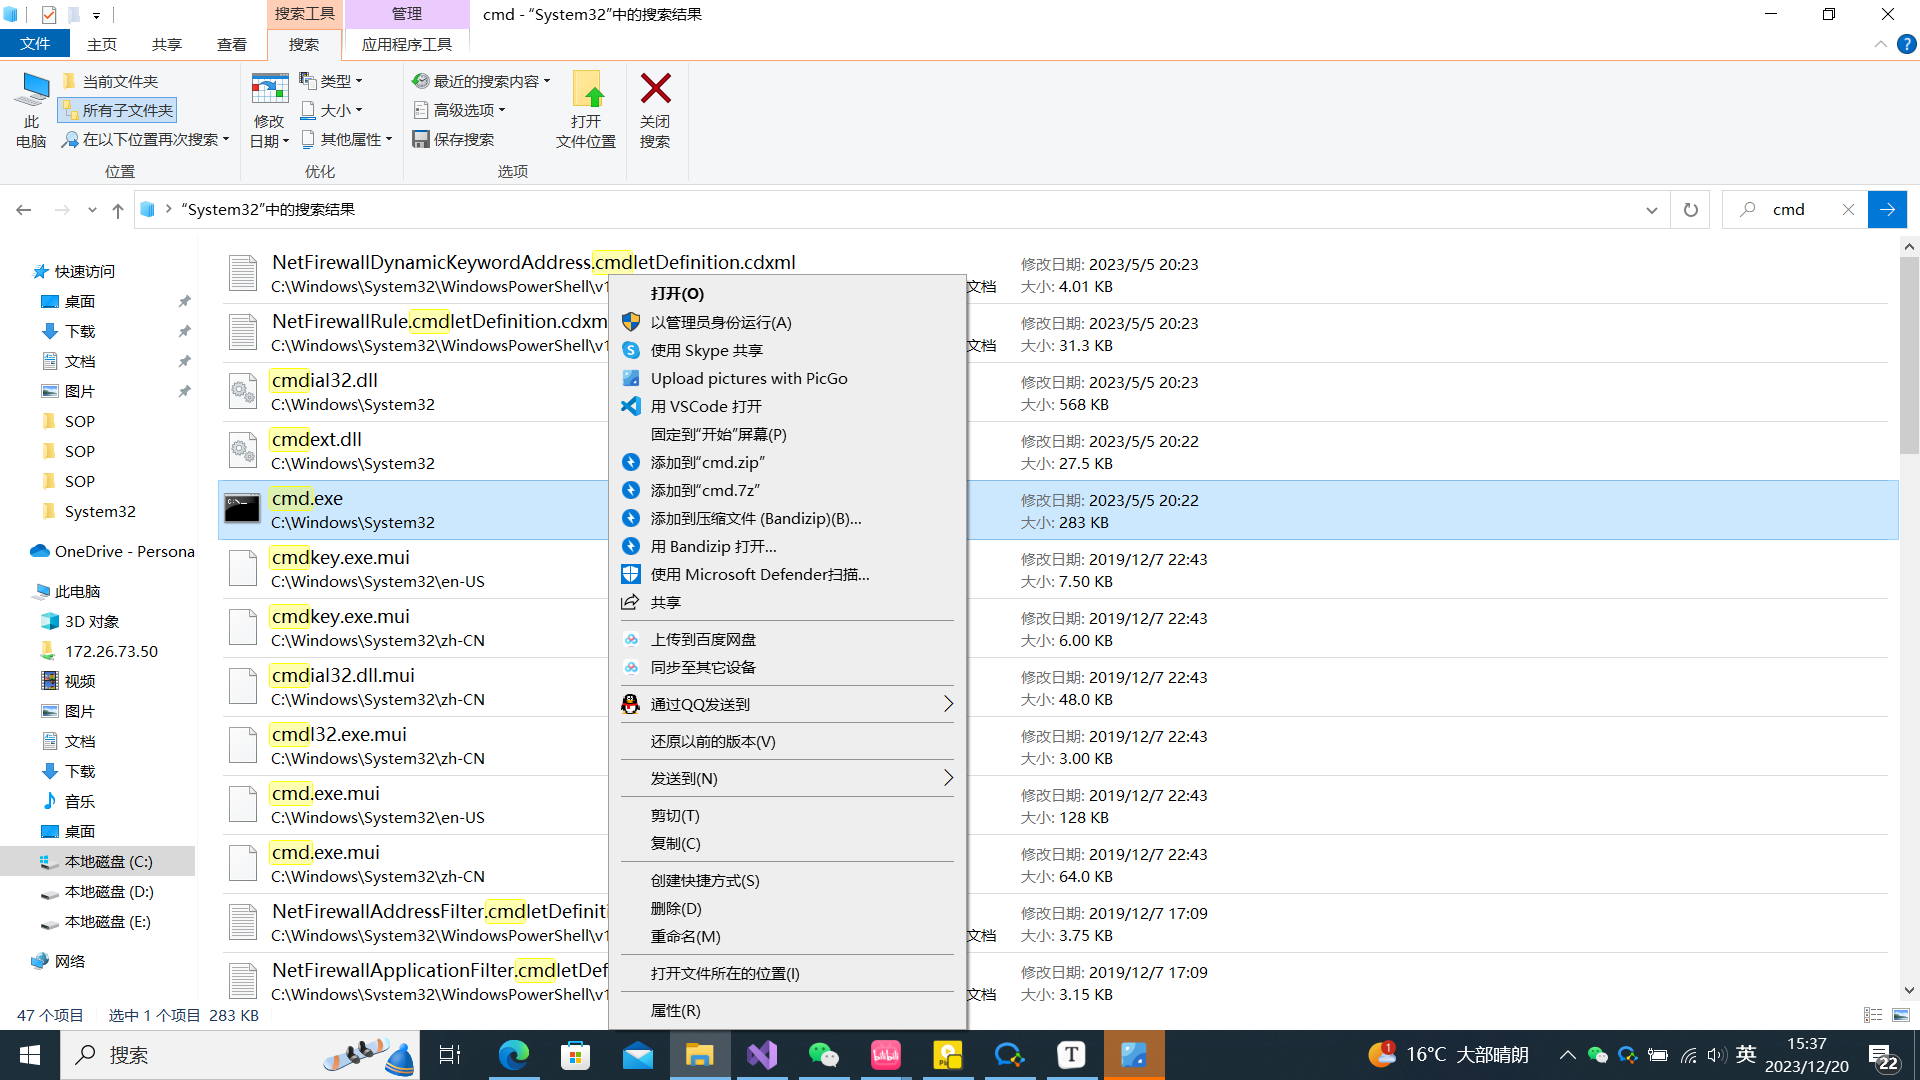 搜索工具
管理
cmd - “System32”中的搜索结果
文件
主页
共享
查看
搜索
应用程序工具
此
电脑
当前文件夹
所有子文件夹
在以下位置再次搜索
位置
修改
日期
类型
大小
其他属性
优化
最近的搜索内容
高级选项
保存搜索
选项
打开
文件位置
关闭
搜索
“System32”中的搜索结果
cmd
快速访问
桌面
下载
文档
图片
SOP
SOP
SOP
System32
OneDrive - Persona
此电脑
3D 对象
172.26.73.50
视频
图片
文档
下载
音乐
桌面
本地磁盘 (C:)
本地磁盘 (D:)
本地磁盘 (E:)
网络
NetFirewallDynamicKeywordAddress.cmdletDefinition.cdxml
C:\Windows\System32\WindowsPowerShell\v1
文档
修改日期: 2023/5/5 20:23
大小: 4.01 KB
NetFirewallRule.cmdletDefinition.cdxm
C:\Windows\System32\WindowsPowerShell\v1
文档
修改日期: 2023/5/5 20:23
大小: 31.3 KB
cmdial32.dll
C:\Windows\System32
修改日期: 2023/5/5 20:23
大小: 568 KB
cmdext.dll
C:\Windows\System32
修改日期: 2023/5/5 20:22
大小: 27.5 KB
cmd.exe
C:\Windows\System32
修改日期: 2023/5/5 20:22
大小: 283 KB
cmdkey.exe.mui
C:\Windows\System32\en-US
修改日期: 2019/12/7 22:43
大小: 7.50 KB
cmdkey.exe.mui
C:\Windows\System32\zh-CN
修改日期: 2019/12/7 22:43
大小: 6.00 KB
cmdial32.dll.mui
C:\Windows\System32\zh-CN
修改日期: 2019/12/7 22:43
大小: 48.0 KB
cmdl32.exe.mui
C:\Windows\System32\zh-CN
修改日期: 2019/12/7 22:43
大小: 3.00 KB
cmd.exe.mui
C:\Windows\System32\en-US
修改日期: 2019/12/7 22:43
大小: 128 KB
cmd.exe.mui
C:\Windows\System32\zh-CN
修改日期: 2019/12/7 22:43
大小: 64.0 KB
NetFirewallAddressFilter.cmdletDefiniti
C:\Windows\System32\WindowsPowerShell\v1
文档
修改日期: 2019/12/7 17:09
大小: 3.75 KB
NetFirewallApplicationFilter.cmdletDef
C:\Windows\System32\WindowsPowerShell\v1
文档
修改日期: 2019/12/7 17:09
大小: 3.15 KB
打开(O)
以管理员身份运行(A)
使用 Skype 共享
Upload pictures with PicGo
用 VSCode 打开
固定到“开始”屏幕(P)
添加到“cmd.zip”
添加到“cmd.7z”
添加到压缩文件 (Bandizip)(B)...
用 Bandizip 打开...
使用 Microsoft Defender扫描...
共享
上传到百度网盘
同步至其它设备
通过QQ发送到
还原以前的版本(V)
发送到(N)
剪切(T)
复制(C)
创建快捷方式(S)
删除(D)
重命名(M)
打开文件所在的位置(I)
属性(R)
47 个项目
选中 1 个项目 283 KB
搜索
bilibili
T
1
16°C 大部晴朗
英
15:37
2023/12/20
22